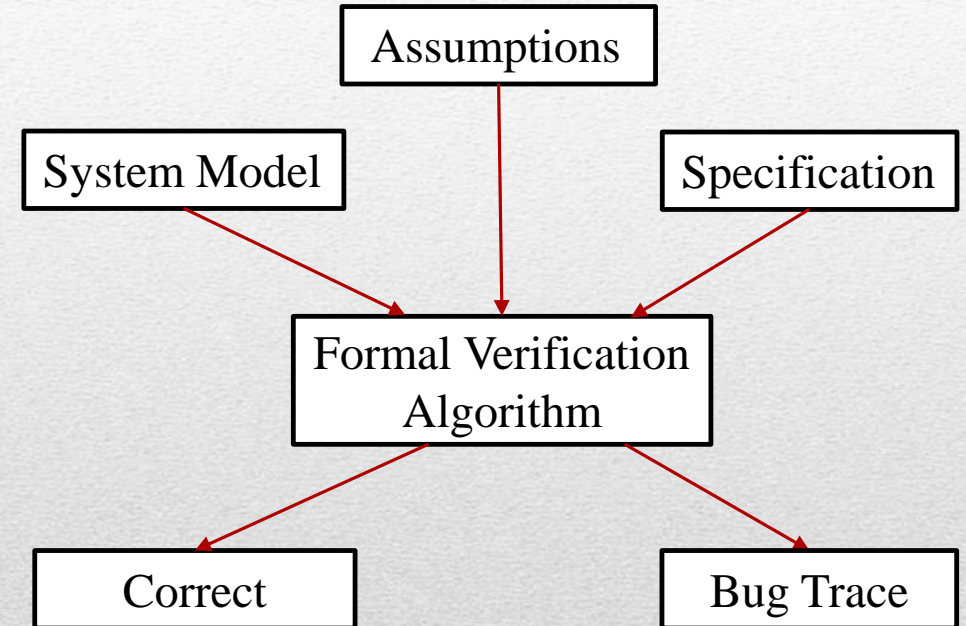 Assumptions
System Model
Specification
Formal Verification
Algorithm
Correct
Bug Trace